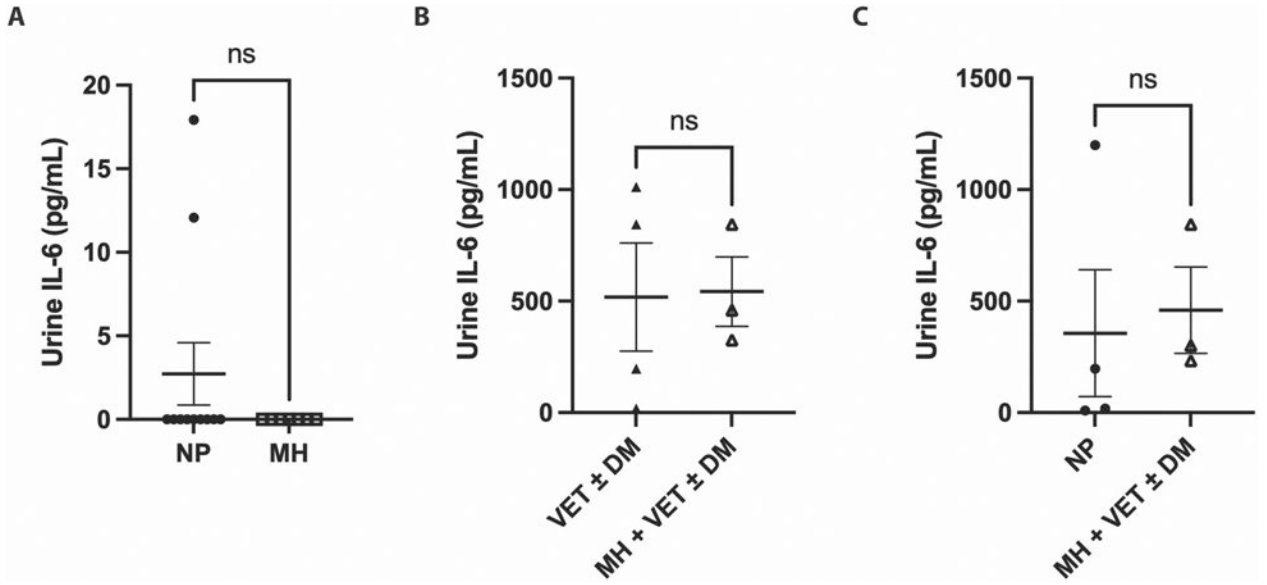 A
ns
20
15
10
5
0
Urine IL-6 (pg/mL)
NP
MH
B
ns
1500
1000
500
0
Urine IL-6 (pg/mL)
VET ± DM
MH + VET ± DM
C
ns
1500
1000
500
0
Urine IL-6 (pg/mL)
NP
MH + VET ± DM